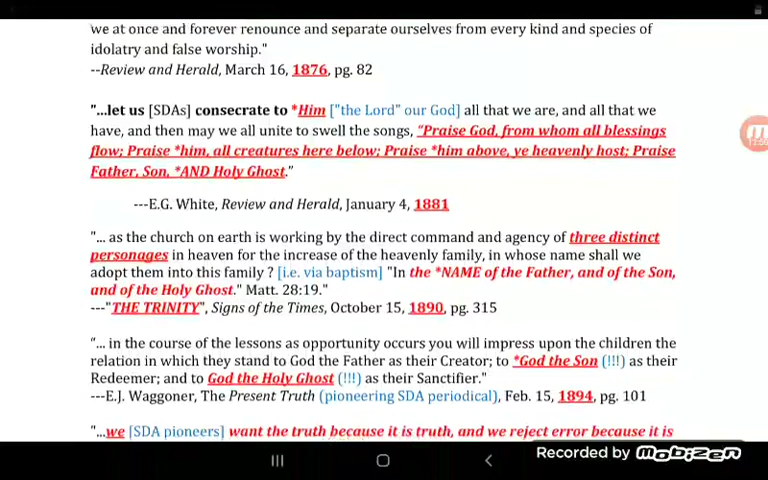 we at once and forever renounce and separate ourselves from every kind and species of
idolatry and false worship."
--Review and Herald, March 16, 1876, pg. 82
"...let us [SDAs] consecrate to *Him ["the Lord" our God] all that we are, and all that we
have, and then may we all unite to swell the songs, "Praise God, from whom all blessings
flow; Praise *him, all creatures here below; Praise *him above, ye heavenly host; Praise
Father, Son, *AND Holy Ghost."
---E.G. White, Review and Herald, January 4, 1881
"... as the church on earth is working by the direct command and agency of three distinct
personages in heaven for the increase of the heavenly family, in whose name shall we
adopt them into this family ? [i.e. via baptism] "In the *NAME of the Father, and of the Son,
and of the Holy Ghost." Matt. 28:19."
---"THE TRINITY", Signs of the Times, October 15, 1890, pg. 315
"... in the course of the lessons as opportunity occurs you will impress upon the children the
relation in which they stand to God the Father as their Creator; to *God the Son (!!!) as their
Redeemer; and to God the Holy Ghost (!!!) as their Sanctifier."
---E.J. Waggoner, The Present Truth (pioneering SDA periodical), Feb. 15, 1894, pg. 101
"...we [SDA pioneers] want the truth because it is truth, and we reject error because it is
Recorded by Mobizen